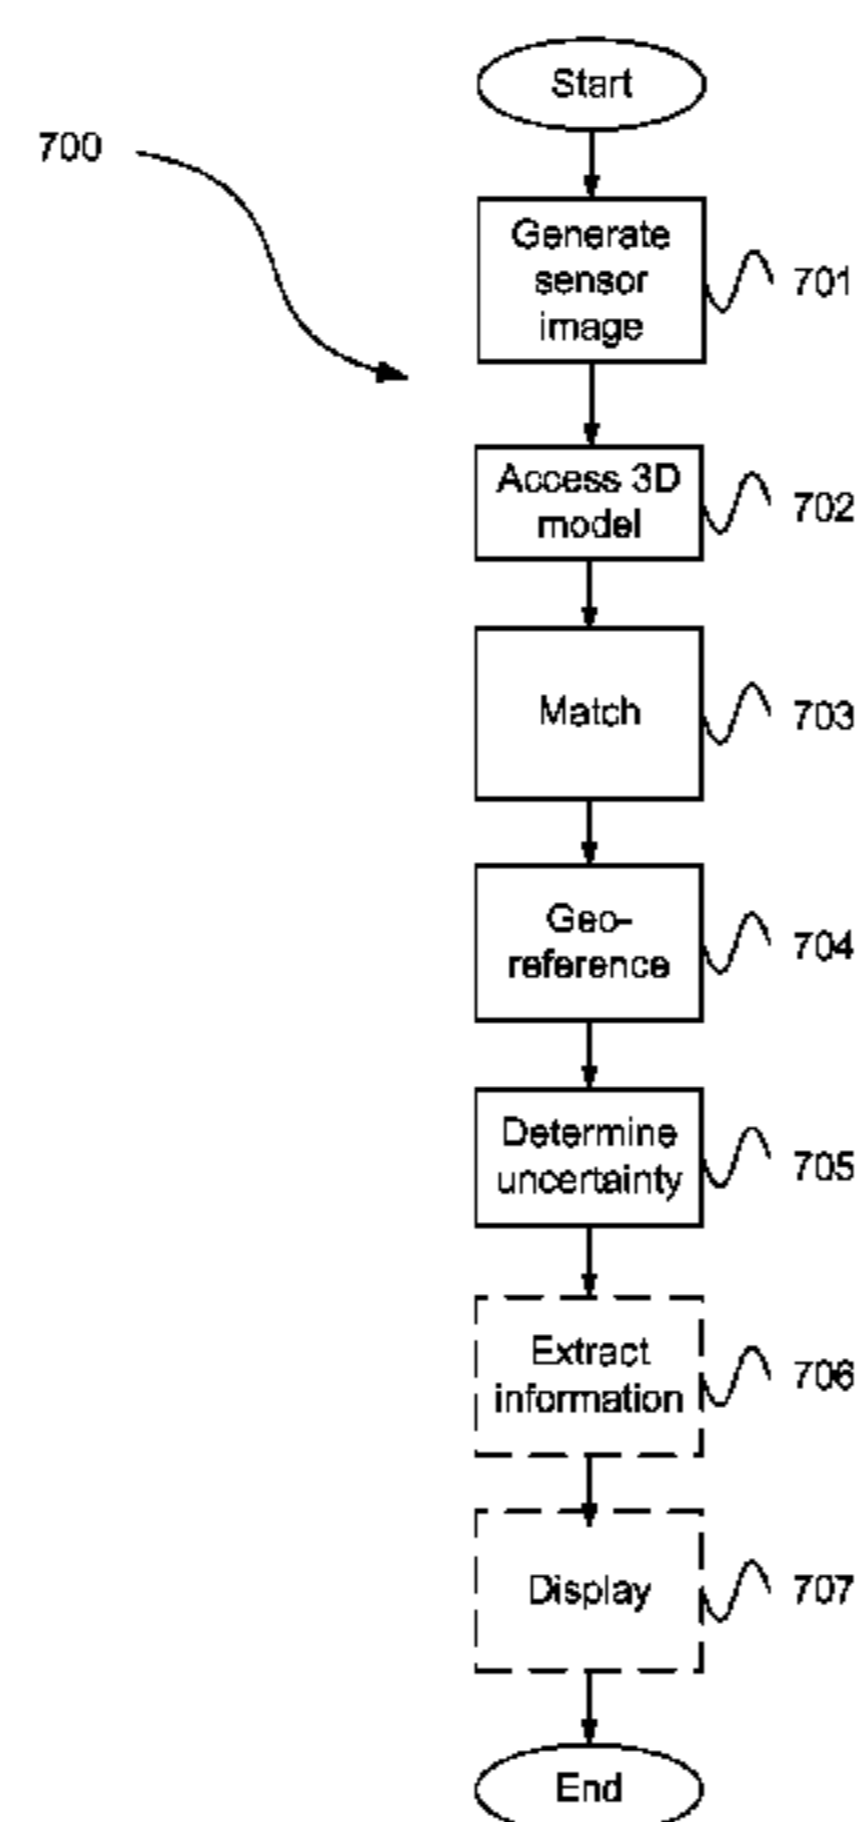 Start
700
Generate
sensor
image
701
Access 3D
model
702
Match
703
Geo-
reference
704
Determine
uncertainty
705
Extract
information
706
Display
707
End